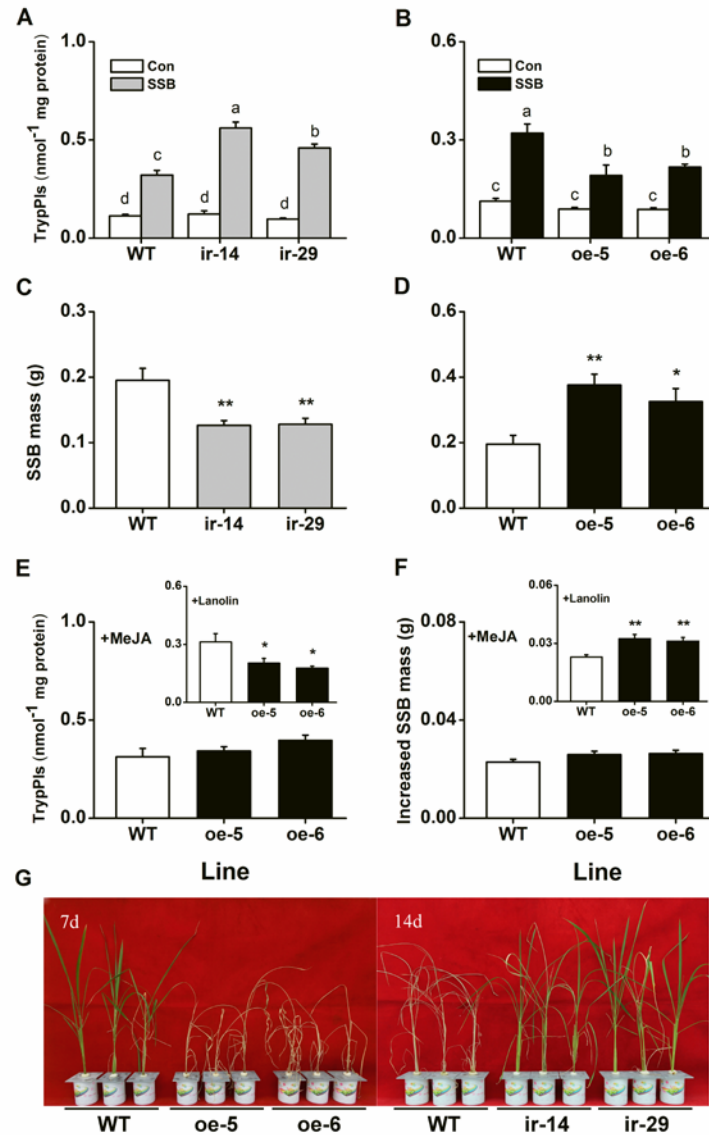 A
TrypPIs (nmol⁻¹ mg protein)
1.0
0.5
0.0
Con
SSB
d
c
d
a
d
b
WT ir-14 ir-29
B
0.6
0.3
0.0
Con
SSB
c
a
c
b
c
b
WT oe-5 oe-6
C
SSB mass (g)
0.3
0.2
0.1
0.0
** **
WT ir-14 ir-29
D
0.6
0.4
0.2
0.0
** *
WT oe-5 oe-6
E
TrypPIs (nmol⁻¹ mg protein)
1.0
0.5
0.0
+MeJA
0.6
0.3
0.0
+Lanolin
* *
WT oe-5 oe-6
WT oe-5 oe-6
Line
F
Increased SSB mass (g)
0.08
0.04
0.00
+MeJA
0.06
0.03
0.00
+Lanolin
** **
WT oe-5 oe-6
WT oe-5 oe-6
Line
G
7d
14d
WT oe-5 oe-6
WT ir-14 ir-29